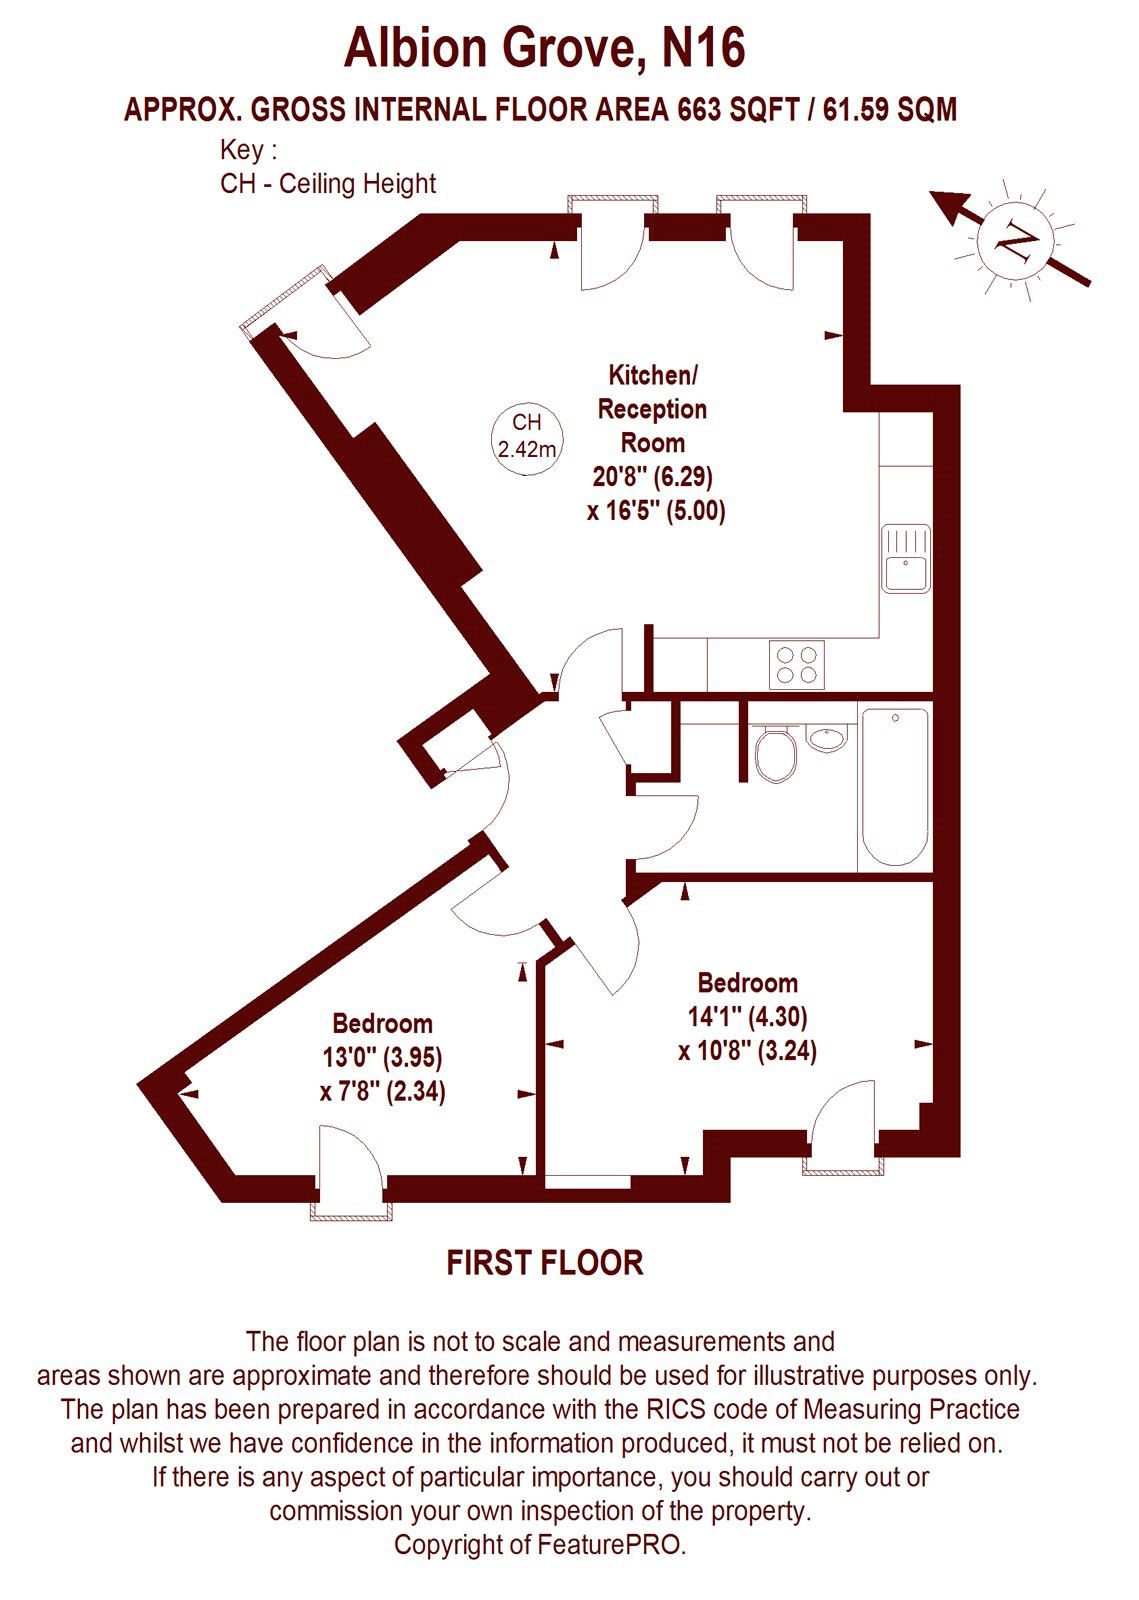 Albion Grove, N16
APPROX. GROSS INTERNAL FLOOR AREA 663 SQFT / 61.59 SQM
Key :
CH - Ceiling Height
N
Kitchen/
Reception
Room
20'8" (6.29)
x 16'5" (5.00)
CH
2.42m
Bedroom
14'1" (4.30)
x 10'8" (3.24)
Bedroom
13'0" (3.95)
x 7'8" (2.34)
FIRST FLOOR
The floor plan is not to scale and measurements and
areas shown are approximate and therefore should be used for illustrative purposes only.
The plan has been prepared in accordance with the RICS code of Measuring Practice
and whilst we have confidence in the information produced, it must not be relied on.
If there is any aspect of particular importance, you should carry out or
commission your own inspection of the property.
Copyright of FeaturePRO.